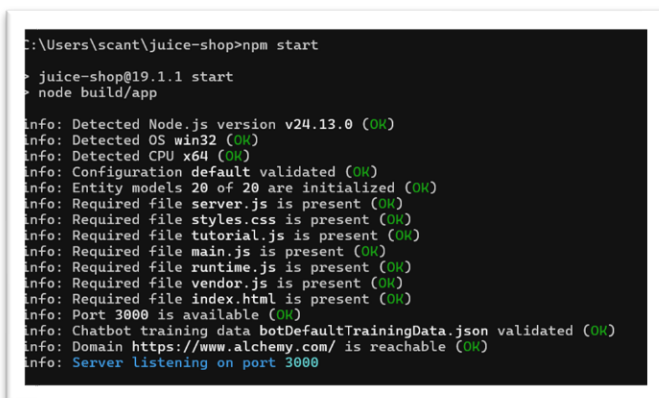 C:\Users\scant\juice-shop>npm start
> juice-shop@19.1.1 start
> node build/app
info: Detected Node.js version v24.13.0 (OK)
info: Detected OS win32 (OK)
info: Detected CPU x64 (OK)
info: Configuration default validated (OK)
info: Entity models 20 of 20 are initialized (OK)
info: Required file server.js is present (OK)
info: Required file styles.css is present (OK)
info: Required file tutorial.js is present (OK)
info: Required file main.js is present (OK)
info: Required file runtime.js is present (OK)
info: Required file vendor.js is present (OK)
info: Required file index.html is present (OK)
info: Port 3000 is available (OK)
info: Chatbot training data botDefaultTrainingData.json validated (OK)
info: Domain https://www.alchemy.com/ is reachable (OK)
info: Server listening on port 3000